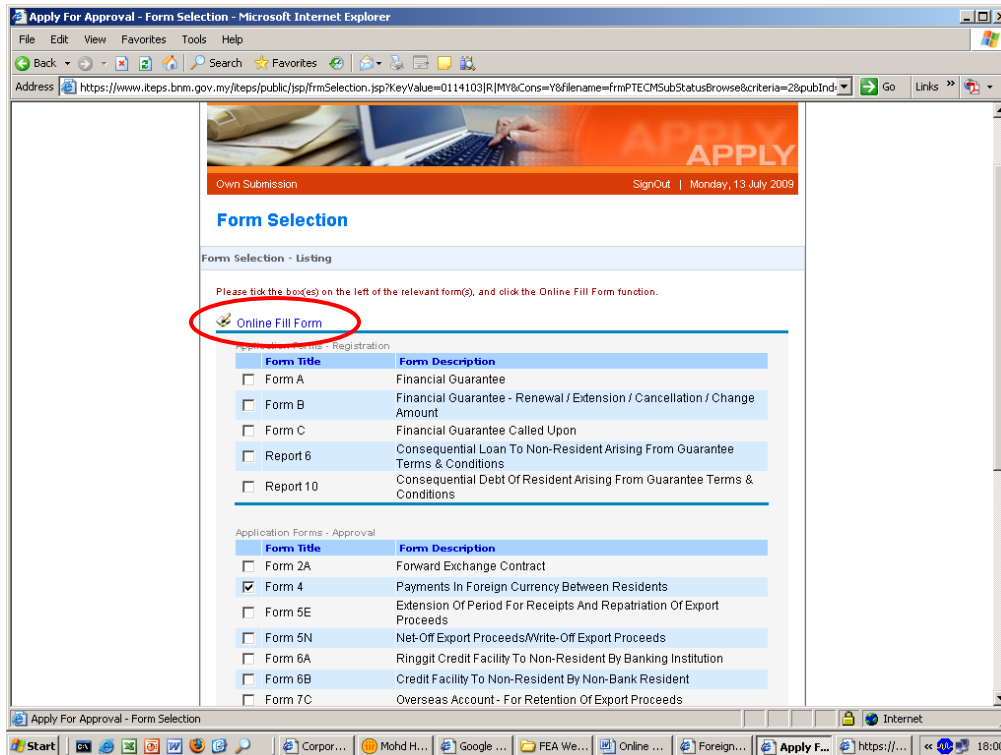 Apply For Approval - Form Selection - Microsoft Internet Explorer
File Edit View Favorites Tools Help
Back Search Favorites
Address https://www.iteps.bnm.gov.my/iteps/public/jsp/frmSelection.jsp?KeyValue=0114103|R|MY&Cons=Y&filename=frmPTECMSubStatusBrowse&criteria=2&pubInd Go Links »
APPLY
APPLY
Own Submission SignOut | Monday, 13 July 2009
Form Selection
Form Selection - Listing
Please tick the box(es) on the left of the relevant form(s), and click the Online Fill Form function.
Online Fill Form
Application Forms - Registration
Form Title Form Description
Form A Financial Guarantee
Form B Financial Guarantee - Renewal / Extension / Cancellation / Change
Amount
Form C Financial Guarantee Called Upon
Report 6 Consequential Loan To Non-Resident Arising From Guarantee
Terms & Conditions
Report 10 Consequential Debt Of Resident Arising From Guarantee Terms &
Conditions
Application Forms - Approval
Form Title Form Description
Form 2A Forward Exchange Contract
Form 4 Payments In Foreign Currency Between Residents
Form 5E Extension Of Period For Receipts And Repatriation Of Export
Proceeds
Form 5N Net-Off Export Proceeds/Write-Off Export Proceeds
Form 6A Ringgit Credit Facility To Non-Resident By Banking Institution
Form 6B Credit Facility To Non-Resident By Non-Bank Resident
Form 7C Overseas Account - For Retention Of Export Proceeds
Apply For Approval - Form Selection Internet
Start Corpor... Mohd H... Google ... FEA We... Online ... Foreign... Apply F... https://... « 18:00